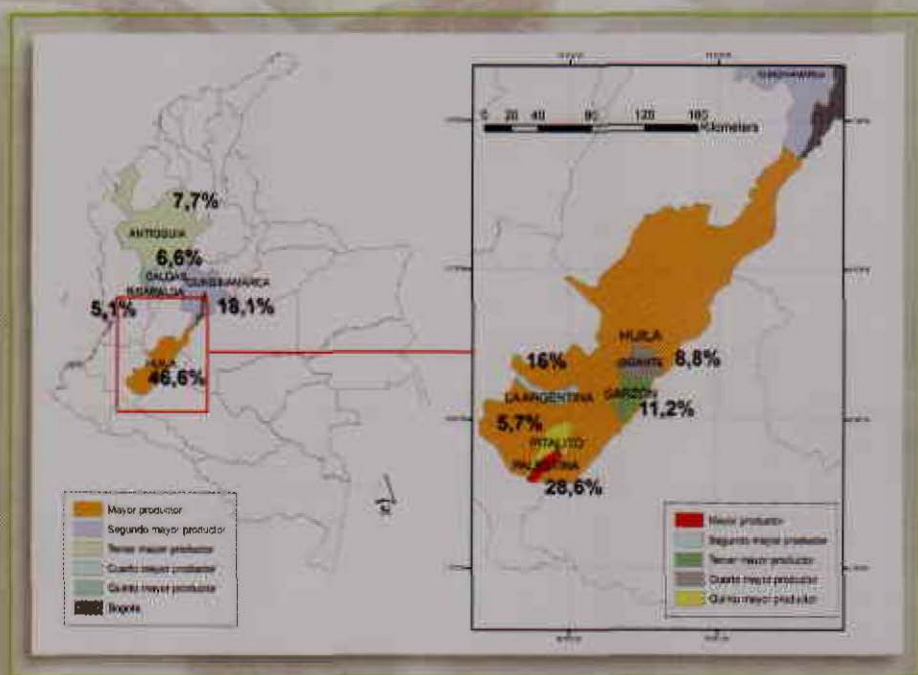 7,7%
ANTIOQUIA
6,6%
CALDAS
CUNDINAMARCA
RISARALDA
5,1%
18,1%
HUILA
46,6%
Mayor productor
Segundo mayor productor
Tercer mayor productor
Cuarto mayor productor
Quinto mayor productor
Bogota
CUNDINAMARCA
0 20 40 80 120 160
Kilometers
HUILA
16%
GIGANTE
8,8%
LA ARGENTINA
GARZON
11,2%
5,7%
PITALITO
PALESTINA
28,6%
Mayor productor
Segundo mayor productor
Tercer mayor productor
Cuarto mayor productor
Quinto mayor productor